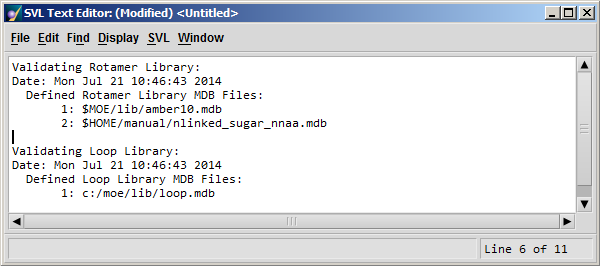 SVL Text Editor: (Modified) <Untitled>
File Edit Find Display SVL Window
Validating Rotamer Library:
Date: Mon Jul 21 10:46:43 2014
Defined Rotamer Library MDB Files:
1: $MOE/lib/amber10.mdb
2: $HOME/manual/nlinked_sugar_nnaa.mdb
Validating Loop Library:
Date: Mon Jul 21 10:46:43 2014
Defined Loop Library MDB Files:
1: c:/moe/lib/loop.mdb
Line 6 of 11